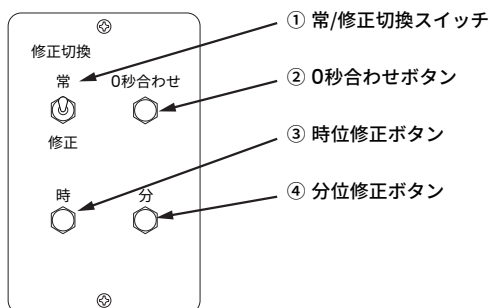 修正切換
常
0秒合わせ
修正
時
分
① 常/修正切換スイッチ
② 0秒合わせボタン
③ 時位修正ボタン
④ 分位修正ボタン